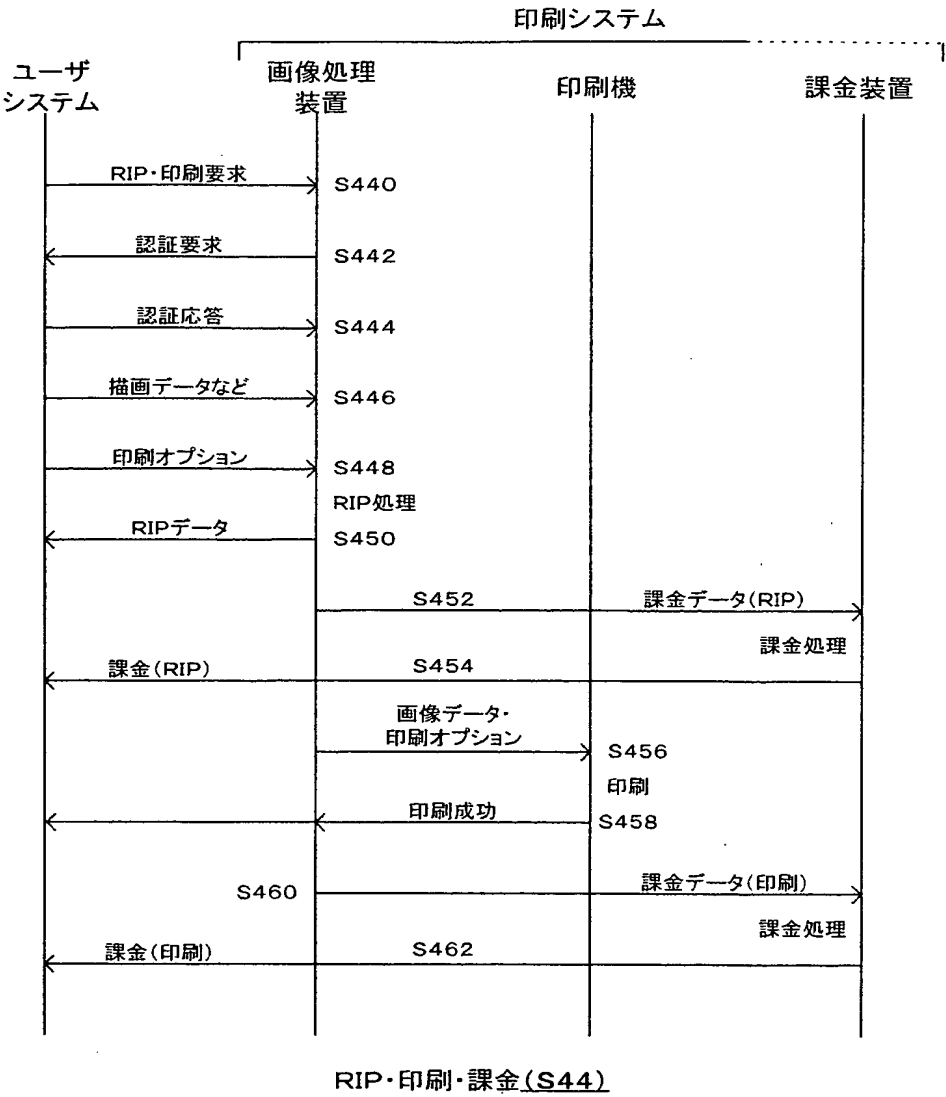 印刷システム
ユーザ
システム
画像処理
装置
印刷機
課金装置
RIP・印刷要求
S440
認証要求
S442
認証応答
S444
描画データなど
S446
印刷オプション
S448
RIP処理
RIPデータ
S450
S452
課金データ(RIP)
課金処理
課金(RIP)
S454
画像データ・
印刷オプション
S456
印刷
印刷成功
S458
S460
課金データ(印刷)
課金処理
課金(印刷)
S462
RIP・印刷・課金(S44)